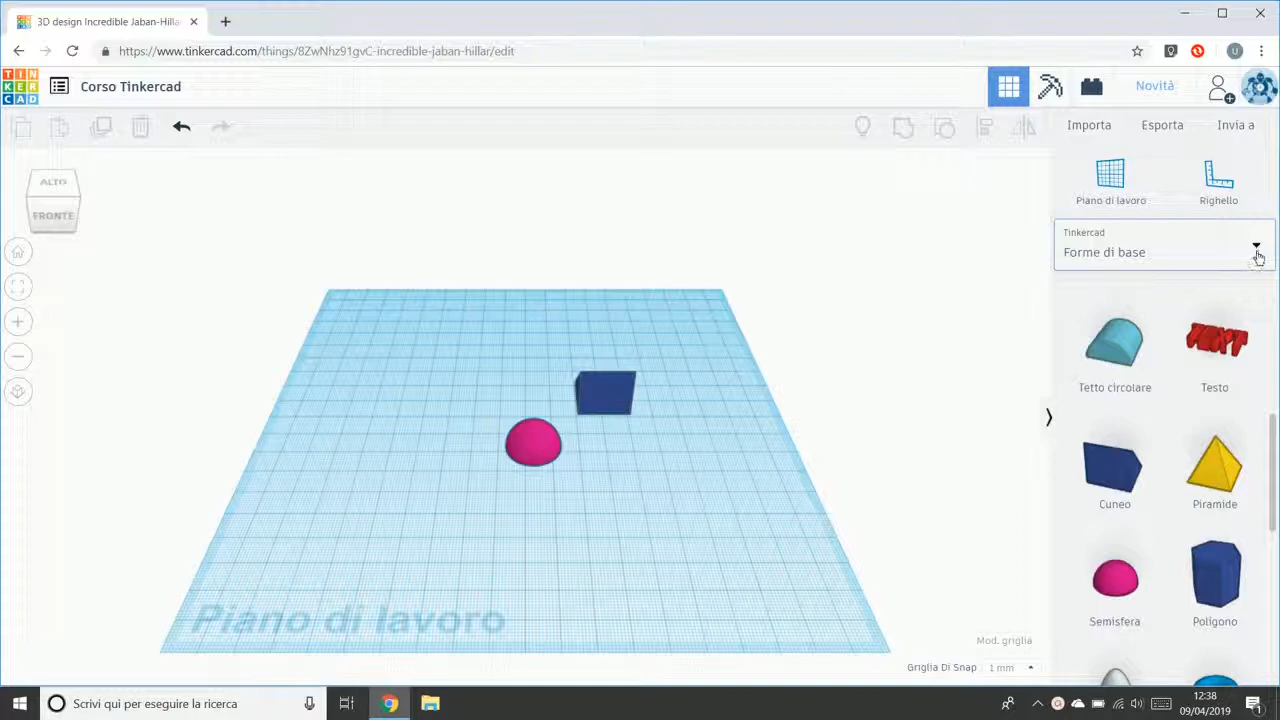 3D design Incredible Jaban-Hilla
https://www.tinkercad.com/things/8ZwNhz91gvC-incredible-jaban-hillar/edit
U
TIN
KER
CAD
Corso Tinkercad
Novità
Importa
Esporta
Invia a
ALTO
FRONTE
Piano di lavoro
Righello
Tinkercad
Forme di base
TEXT
Tetto circolare
Testo
Cuneo
Piramide
Semisfera
Poligono
Piano di lavoro
Mod. griglia
Griglia Di Snap
1 mm
Scrivi qui per eseguire la ricerca
12:38
09/04/2019
1